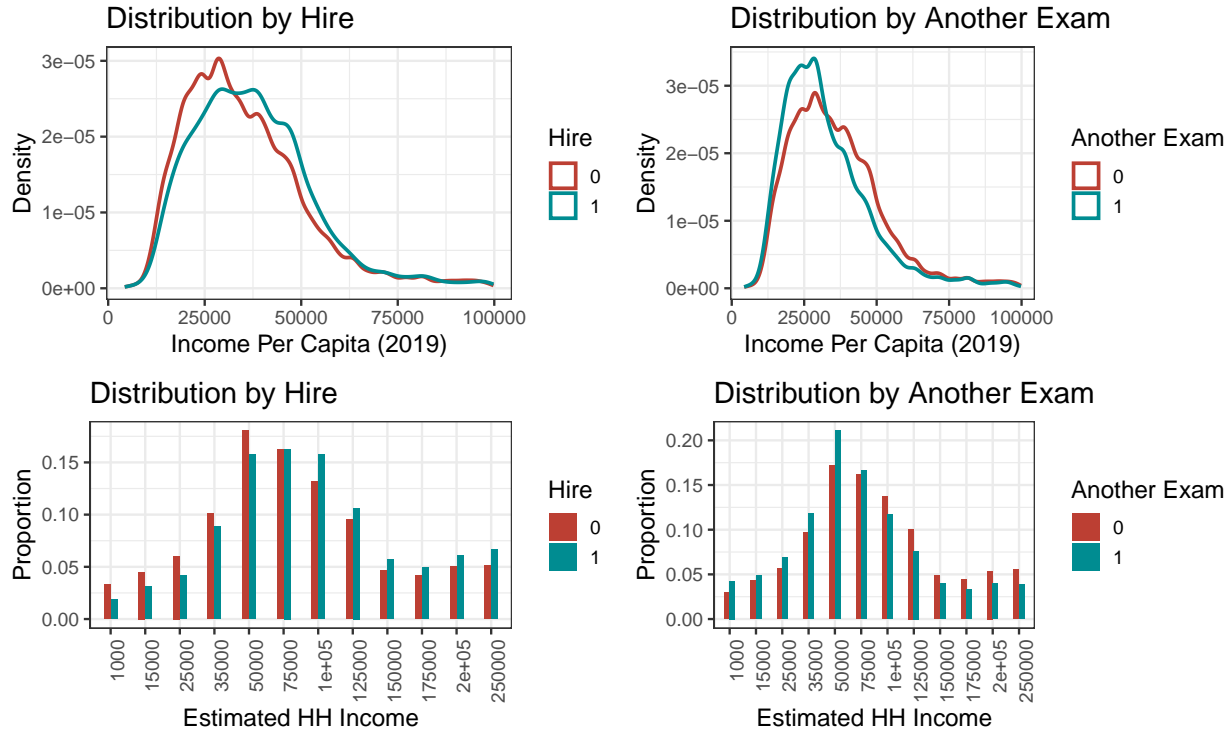 Distribution by Hire
3e−05
2e−05
1e−05
0e+00
Density
0 25000 50000 75000 100000
Income Per Capita (2019)
Hire
0
1
Distribution by Another Exam
3e−05
2e−05
1e−05
0e+00
Density
0 25000 50000 75000 100000
Income Per Capita (2019)
Another Exam
0
1
Distribution by Hire
0.15
0.10
0.05
0.00
Proportion
1000 15000 25000 35000 50000 75000 1e+05 125000 150000 175000 2e+05 250000
Estimated HH Income
Hire
0
1
Distribution by Another Exam
0.20
0.15
0.10
0.05
0.00
Proportion
1000 15000 25000 35000 50000 75000 1e+05 125000 150000 175000 2e+05 250000
Estimated HH Income
Another Exam
0
1